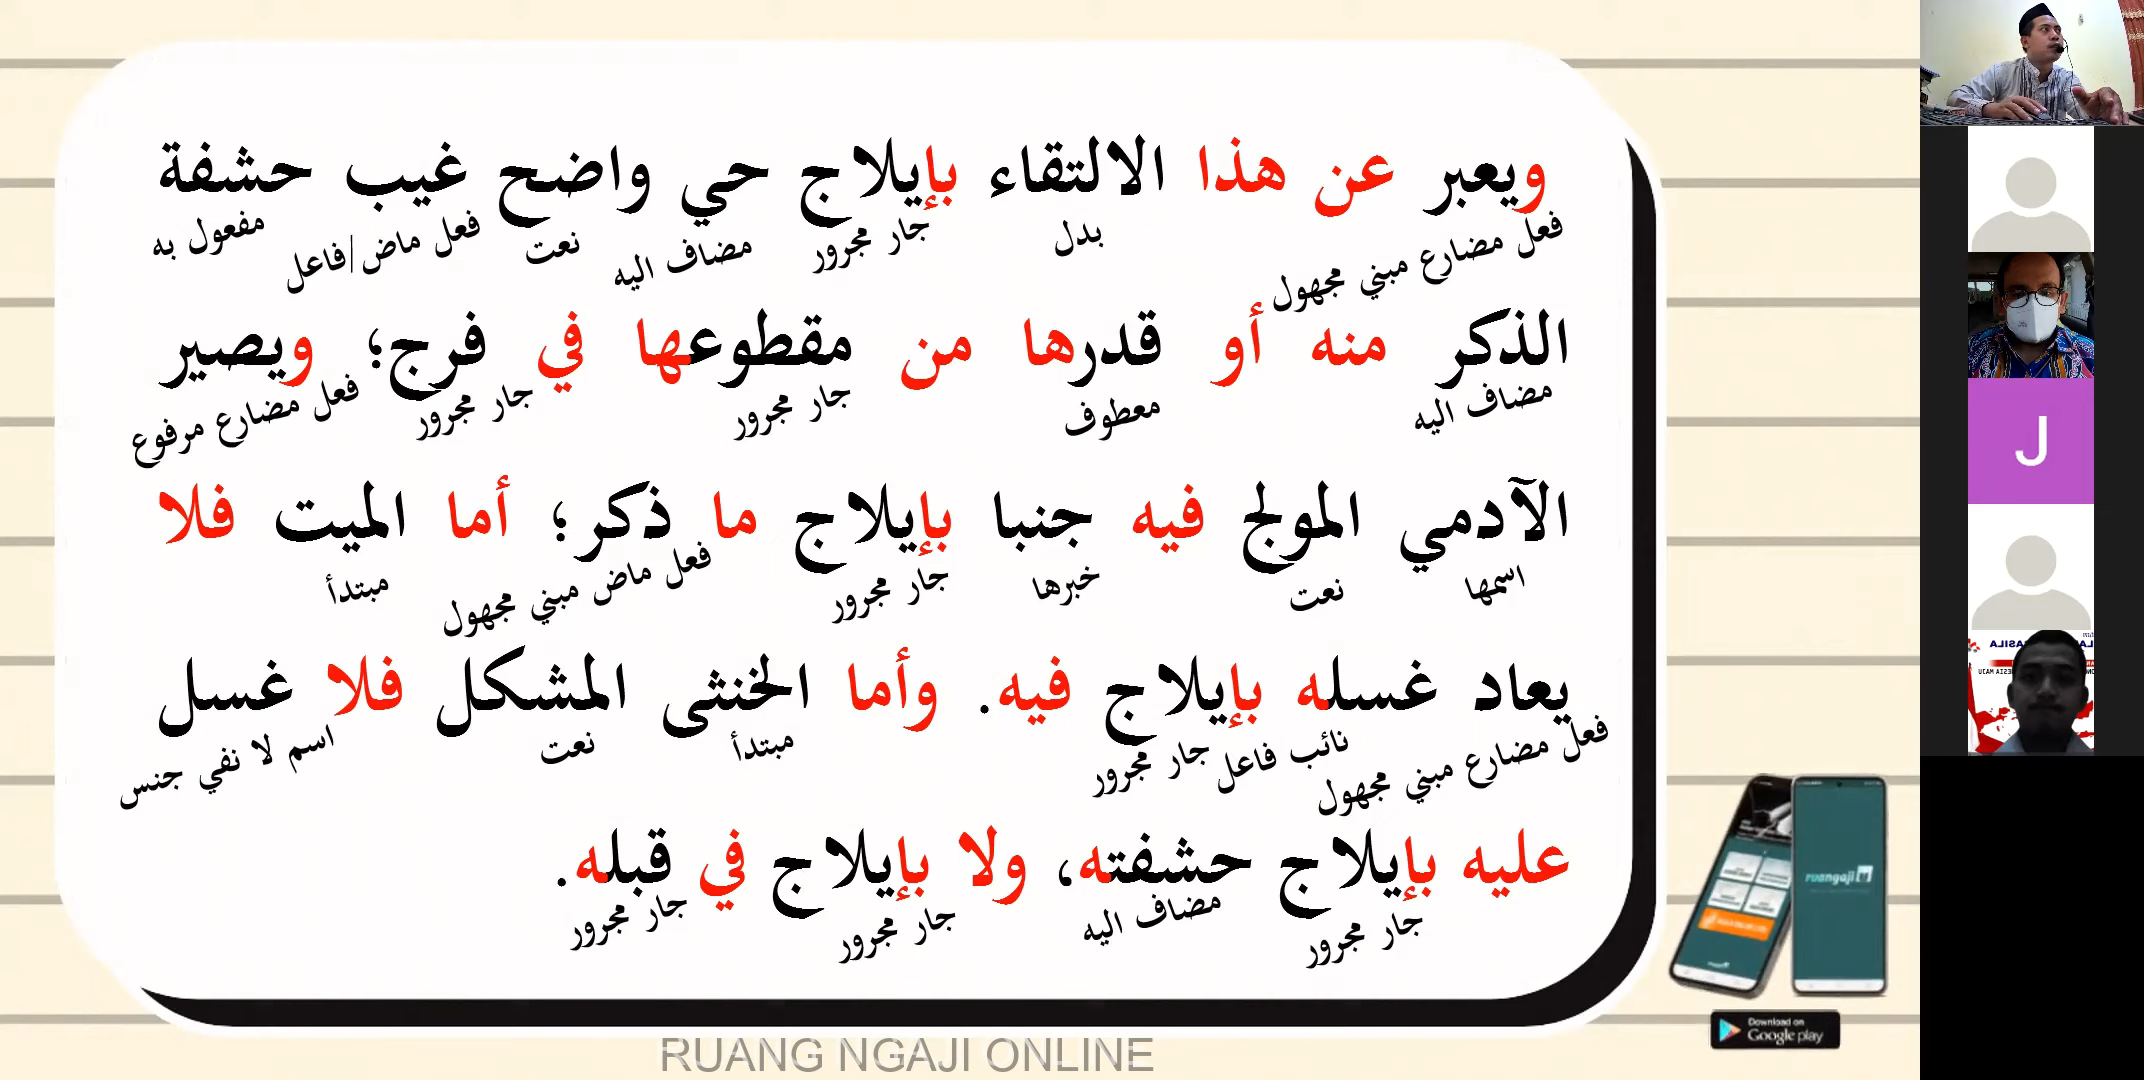 ويعبر عن هذا الالتقاء بإيلاج حي واضح غيب حشفة
فعل مضارع مبني مجهول بدل جار مجرور مضاف اليه نعت فعل ماض/فاعل مفعول به
الذكر منه أو قدرها من مقطوعها في فرج؛ ويصير
مضاف اليه معطوف جار مجرور جار مجرور فعل مضارع مرفوع
الآدمي المولج فيه جنبا بإيلاج ما ذكر؛ أما الميت فلا
اسمها نعت خبرها جار مجرور فعل ماض مبني مجهول مبتدأ
يعاد غسله بإيلاج فيه. وأما الخنثى المشكل فلا غسل
فعل مضارع مبني مجهول نائب فاعل جار مجرور مبتدأ نعت اسم لا نفي جنس
عليه بإيلاج حشفته، ولا بإيلاج في قبله.
جار مجرور مضاف اليه جار مجرور جار مجرور
RUANG NGAJI ONLINE
J
ruangaji
Download on
Google play